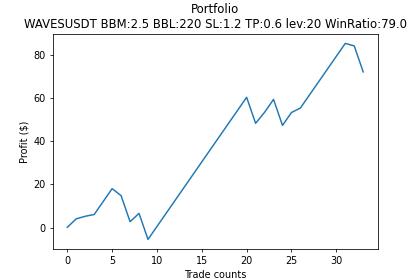 Portfolio
WAVESUSDT BBM:2.5 BBL:220 SL:1.2 TP:0.6 lev:20 WinRatio:79.0
80
60
40
20
0
Profit ($)
0 5 10 15 20 25 30
Trade counts